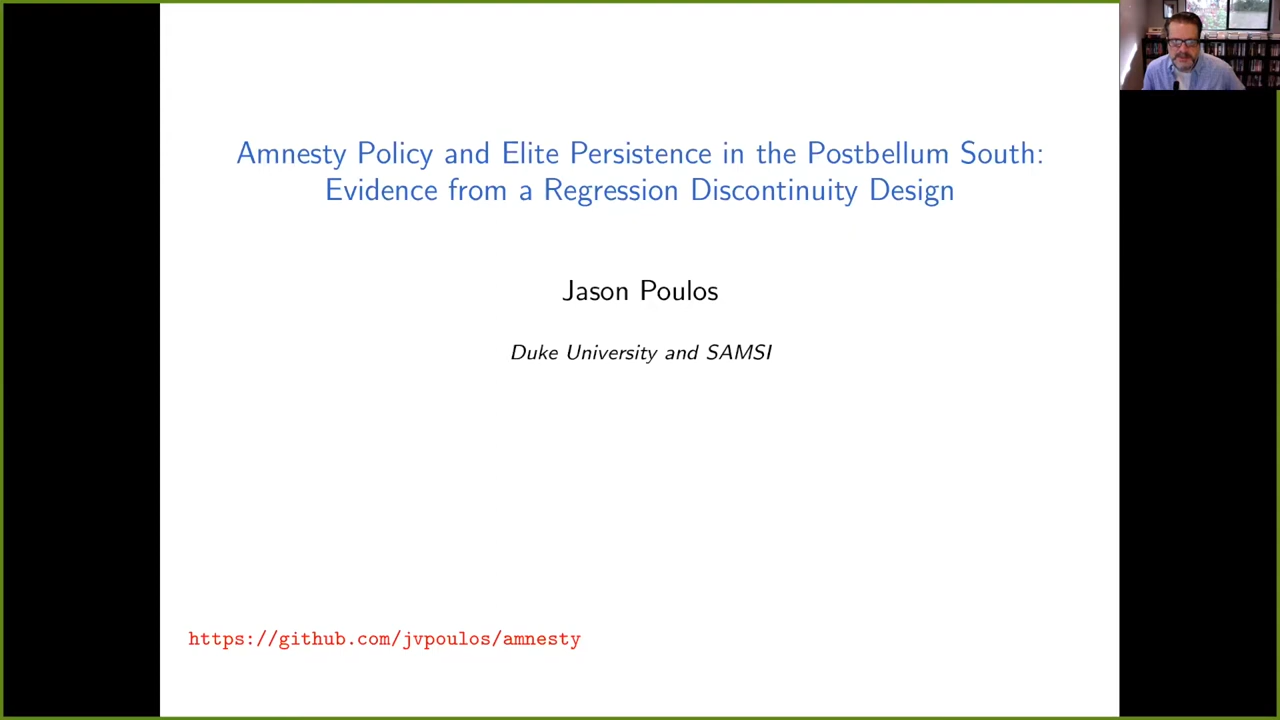 Amnesty Policy and Elite Persistence in the Postbellum South:
Evidence from a Regression Discontinuity Design
Jason Poulos
Duke University and SAMSI
https://github.com/jvpoulos/amnesty